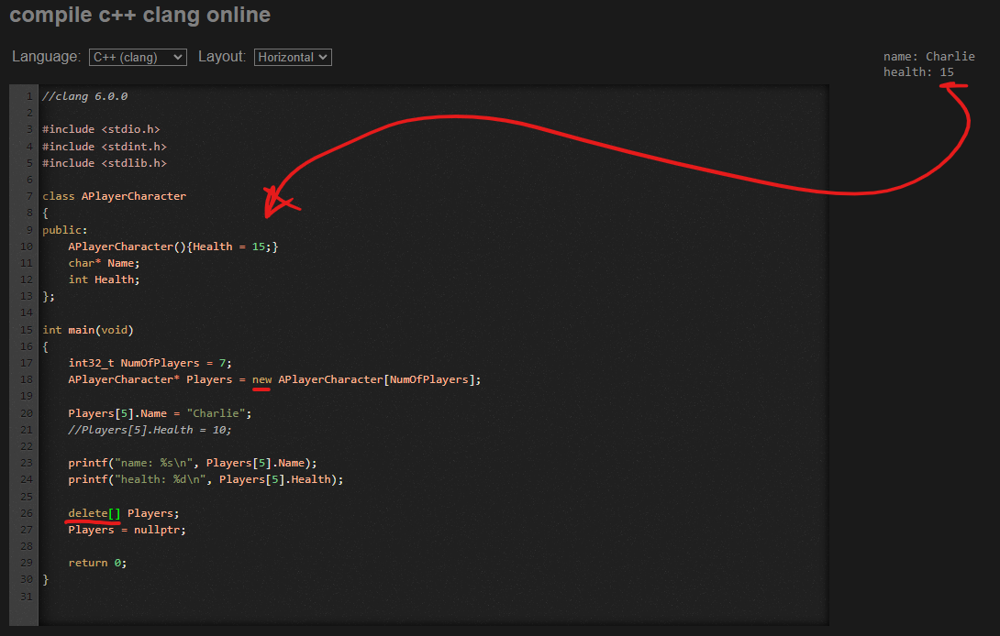 compile c++ clang online
Language: C++ (clang) Layout: Horizontal
name: Charlie
health: 15
1 //clang 6.0.0
2
3 #include <stdio.h>
4 #include <stdint.h>
5 #include <stdlib.h>
6
7 class APlayerCharacter
8 {
9 public:
10     APlayerCharacter(){Health = 15;}
11     char* Name;
12     int Health;
13 };
14
15 int main(void)
16 {
17     int32_t NumOfPlayers = 7;
18     APlayerCharacter* Players = new APlayerCharacter[NumOfPlayers];
19
20     Players[5].Name = "Charlie";
21     //Players[5].Health = 10;
22
23     printf("name: %s\n", Players[5].Name);
24     printf("health: %d\n", Players[5].Health);
25
26     delete[] Players;
27     Players = nullptr;
28
29     return 0;
30 }
31